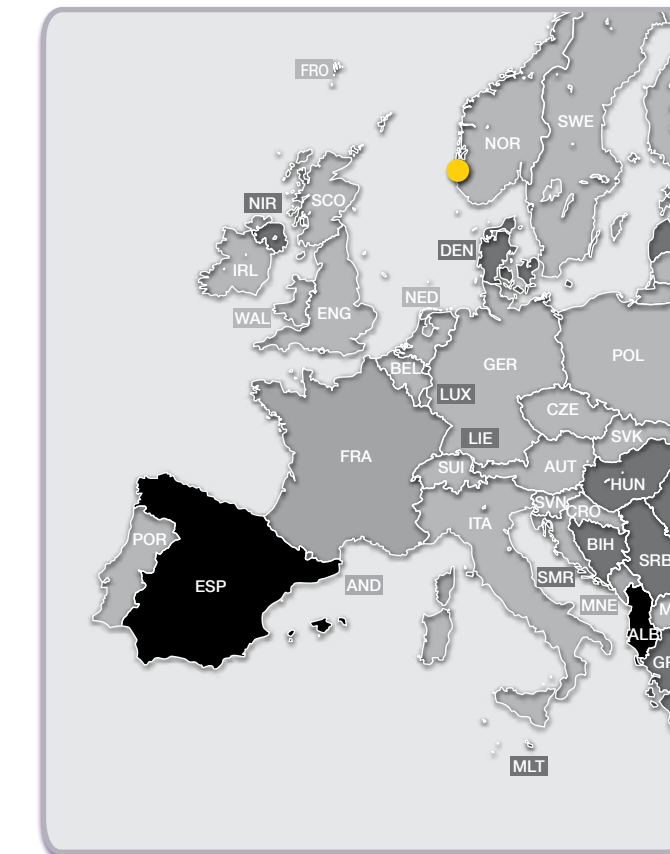 FRO
SWE
NOR
SCO
NIR
DEN
IRL
NED
WAL
ENG
POL
GER
BEL
LUX
CZE
LIE
SVK
FRA
SUI
AUT
HUN
SVN
CRO
ITA
POR
BIH
SRB
SMR
ESP
AND
MNE
M
ALB
GR
MLT